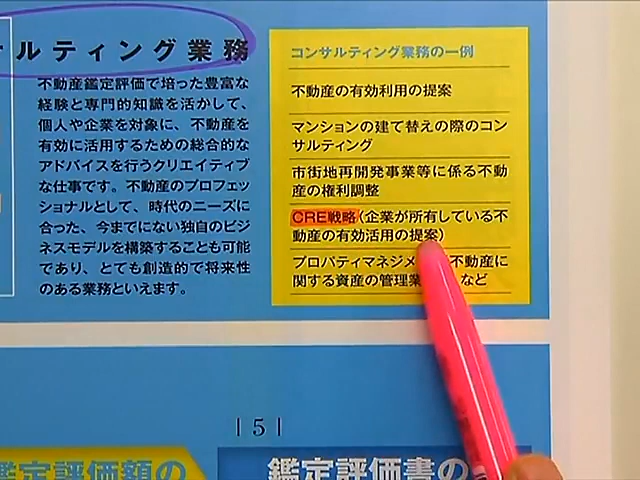 ルティング業務
不動産鑑定評価で培った豊富な
経験と専門的知識を活かして、
個人や企業を対象に、不動産を
有効に活用するための総合的な
アドバイスを行うクリエイティブ
な仕事です。不動産のプロフェッ
ショナルとして、時代のニーズに
合った、今までにない独自のビジ
ネスモデルを構築することも可能
であり、とても創造的で将来性
のある業務といえます。
コンサルティング業務の一例
不動産の有効利用の提案
マンションの建て替えの際のコン
サルティング
市街地再開発事業等に係る不動
産の権利調整
CRE戦略(企業が所有している不
動産の有効活用の提案)
プロパティマネジメ 不動産に
関する資産の管理業 など
|5|
鑑定評価額の
鑑定評価書の